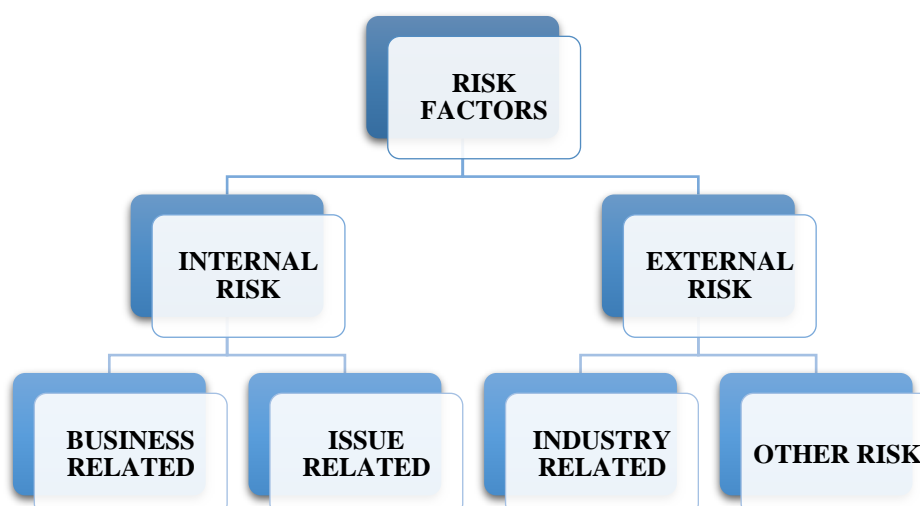 RISK
FACTORS
INTERNAL
RISK
EXTERNAL
RISK
BUSINESS
RELATED
ISSUE
RELATED
INDUSTRY
RELATED
OTHER RISK